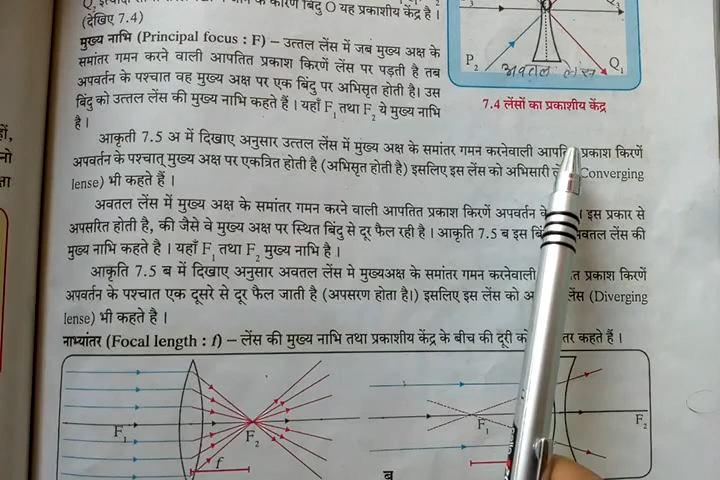 के कारण बिंदु O यह प्रकाशीय केंद्र है ।
(देखिए 7.4)
मुख्य नाभि (Principal focus : F) – उत्तल लेंस में जब मुख्य अक्ष के
समांतर गमन करने वाली आपतित प्रकाश किरणें लेंस पर पड़ती है तब
अपवर्तन के पश्चात वह मुख्य अक्ष पर एक बिंदु पर अभिसृत होती है। उस
बिंदु को उत्तल लेंस की मुख्य नाभि कहते हैं । यहाँ F1 तथा F2 ये मुख्य नाभि
है ।
Q3
P2
अवतल लेंस
Q1
7.4 लेंसों का प्रकाशीय केंद्र
आकृती 7.5 अ में दिखाए अनुसार उत्तल लेंस में मुख्य अक्ष के समांतर गमन करनेवाली आपतित प्रकाश किरणें
अपवर्तन के पश्चात् मुख्य अक्ष पर एकत्रित होती है (अभिसृत होती है) इसलिए इस लेंस को अभिसारी Converging
lense) भी कहते हैं ।
अवतल लेंस में मुख्य अक्ष के समांतर गमन करने वाली आपतित प्रकाश किरणें अपवर्तन के । इस प्रकार से
अपसरित होती है, की जैसे वे मुख्य अक्ष पर स्थित बिंदु से दूर फैल रही है । आकृति 7.5 ब इस अवतल लेंस की
मुख्य नाभि कहते है । यहाँ F1 तथा F2 मुख्य नाभि है ।
आकृति 7.5 ब में दिखाए अनुसार अवतल लेंस मे मुख्यअक्ष के समांतर गमन करनेवाली प्रकाश किरणें
अपवर्तन के पश्चात एक दूसरे से दूर फैल जाती है (अपसरण होता है।) इसलिए इस लेंस को लेंस (Diverging
lense) भी कहते है ।
नाभ्यांतर (Focal length : f) – लेंस की मुख्य नाभि तथा प्रकाशीय केंद्र के बीच की दूरी को कहते हैं ।
F1
F2
f
F1
F2
ब